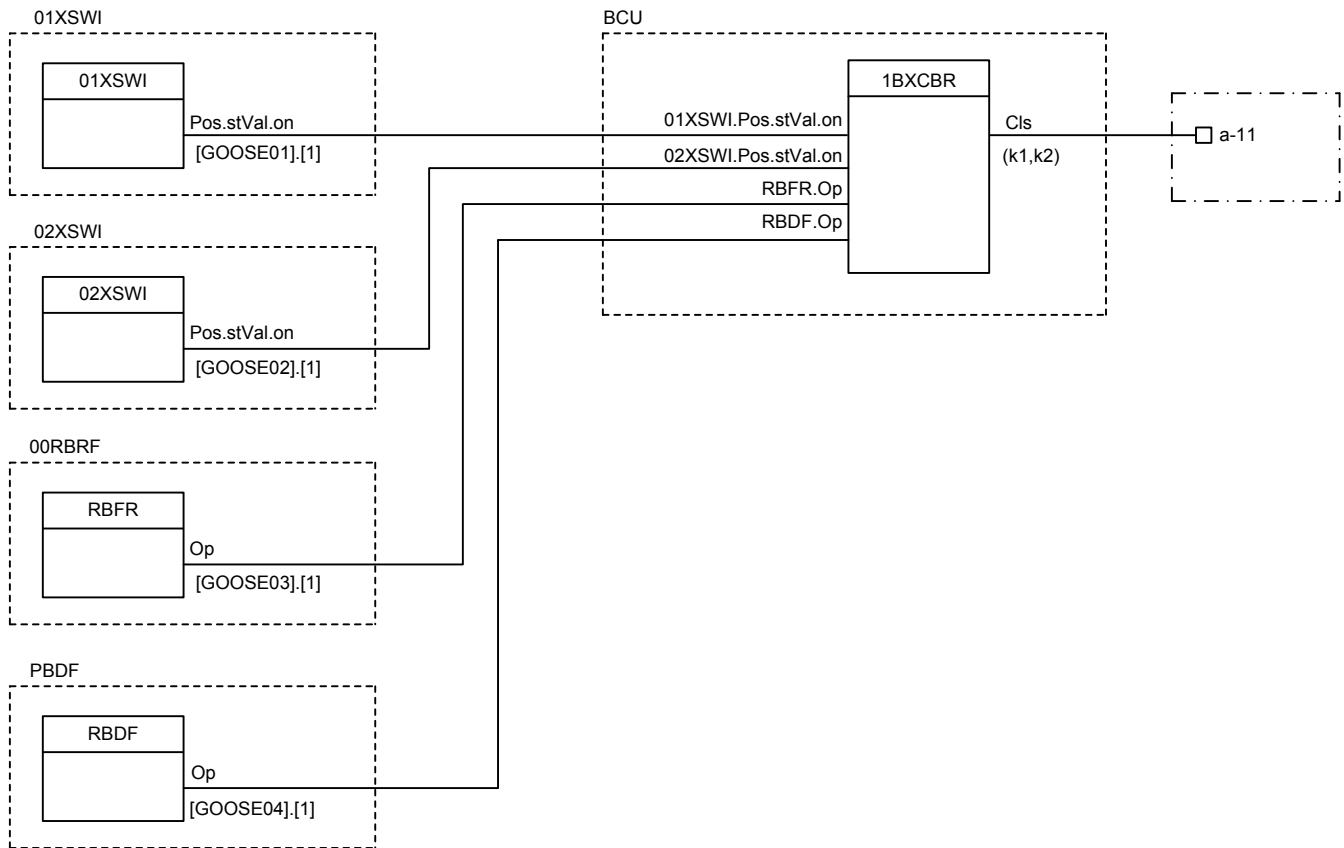 01XSWI
01XSWI
Pos.stVal.on
[GOOSE01].[1]
02XSWI
02XSWI
Pos.stVal.on
[GOOSE02].[1]
00RBRF
RBFR
Op
[GOOSE03].[1]
PBDF
RBDF
Op
[GOOSE04].[1]
BCU
01XSWI.Pos.stVal.on
02XSWI.Pos.stVal.on
RBFR.Op
RBDF.Op
1BXCBR
Cls
(k1,k2)
a-11